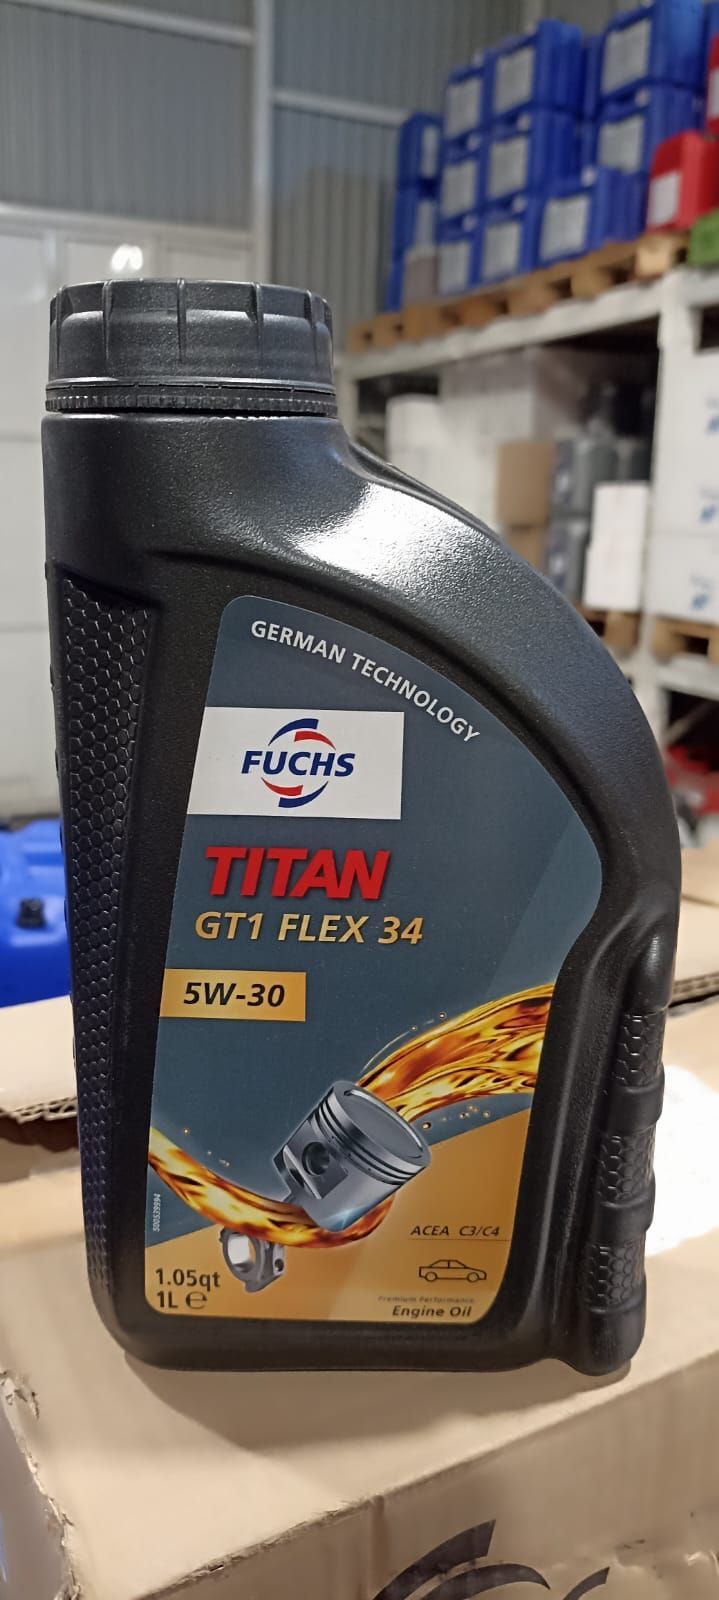 GERMAN TECHNOLOGY
FUCHS
TITAN
GT1 FLEX 34
5W-30
500539994
ACEA C3/C4
1.05qt
1L ℮
Premium Performance
Engine Oil